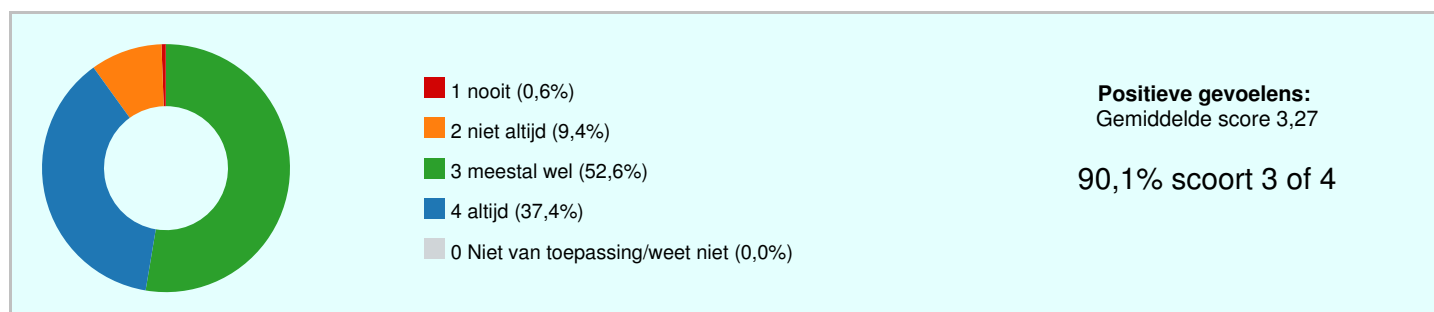 1 nooit (0,6%)
2 niet altijd (9,4%)
3 meestal wel (52,6%)
4 altijd (37,4%)
0 Niet van toepassing/weet niet (0,0%)
Positieve gevoelens:
Gemiddelde score 3,27
90,1% scoort 3 of 4